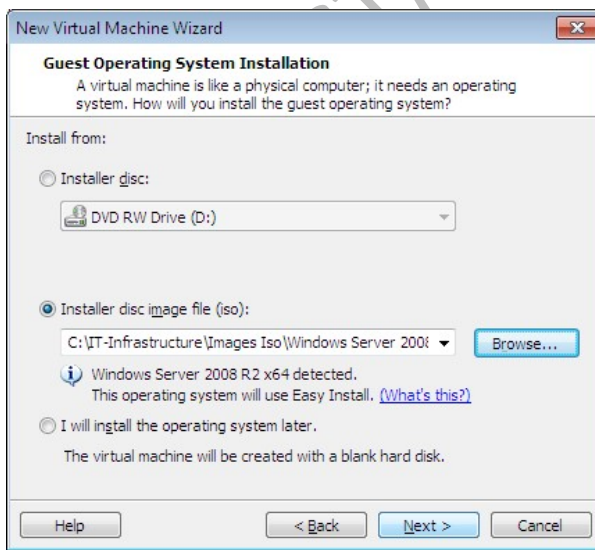 New Virtual Machine Wizard
Guest Operating System Installation
A virtual machine is like a physical computer; it needs an operating
system. How will you install the guest operating system?
Install from:
Installer disc:
DVD RW Drive (D:)
Installer disc image file (iso):
C:\IT-Infrastructure\Images Iso\Windows Server 2008
Browse...
Windows Server 2008 R2 x64 detected.
This operating system will use Easy Install. (What's this?)
I will install the operating system later.
The virtual machine will be created with a blank hard disk.
Help
< Back
Next >
Cancel